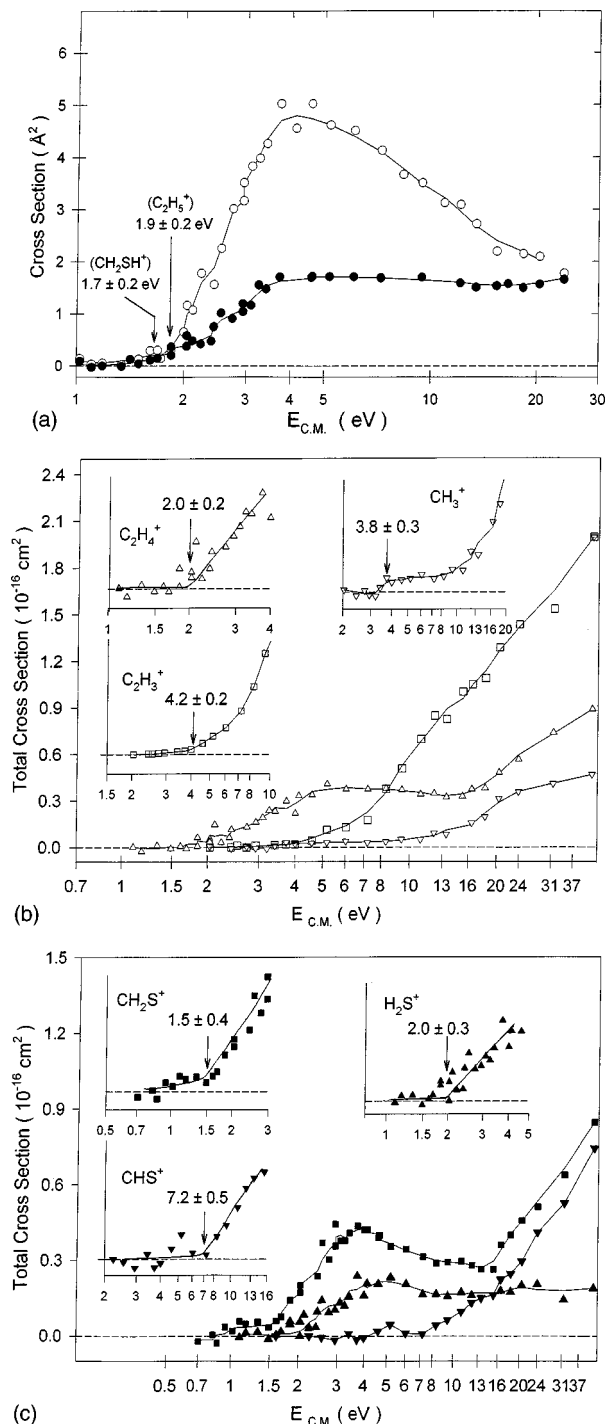 6
5
4
3
2
1
0
Cross Section ( Å² )
(C₂H₅⁺)
1.9 ± 0.2 eV
(CH₂SH⁺)
1.7 ± 0.2 eV
1 2 3 4 5 10 20 30
E_C.M. ( eV )
(a)
2.4
2.1
1.8
1.5
1.2
0.9
0.6
0.3
0.0
Total Cross Section ( 10⁻¹⁶ cm² )
C₂H₄⁺
2.0 ± 0.2
1 1.5 2 3 4
CH₃⁺
3.8 ± 0.3
2 3 4 5 6 7 8 10 13 16 20
C₂H₃⁺
4.2 ± 0.2
1.5 2 3 4 5 6 7 8 10
0.7 1 1.5 2 3 4 5 6 7 8 10 13 16 20 24 31 37
E_C.M. ( eV )
(b)
1.5
1.2
0.9
0.6
0.3
0.0
Total Cross Section ( 10⁻¹⁶ cm² )
CH₂S⁺
1.5 ± 0.4
0.5 0.7 1 1.5 2 3
H₂S⁺
2.0 ± 0.3
1 1.5 2 3 4 5
CHS⁺
7.2 ± 0.5
2 3 4 5 6 7 8 10 13 16
0.5 0.7 1 1.5 2 3 4 5 6 7 8 10 13 16 20 24 31 37
E_C.M. ( eV )
(c)